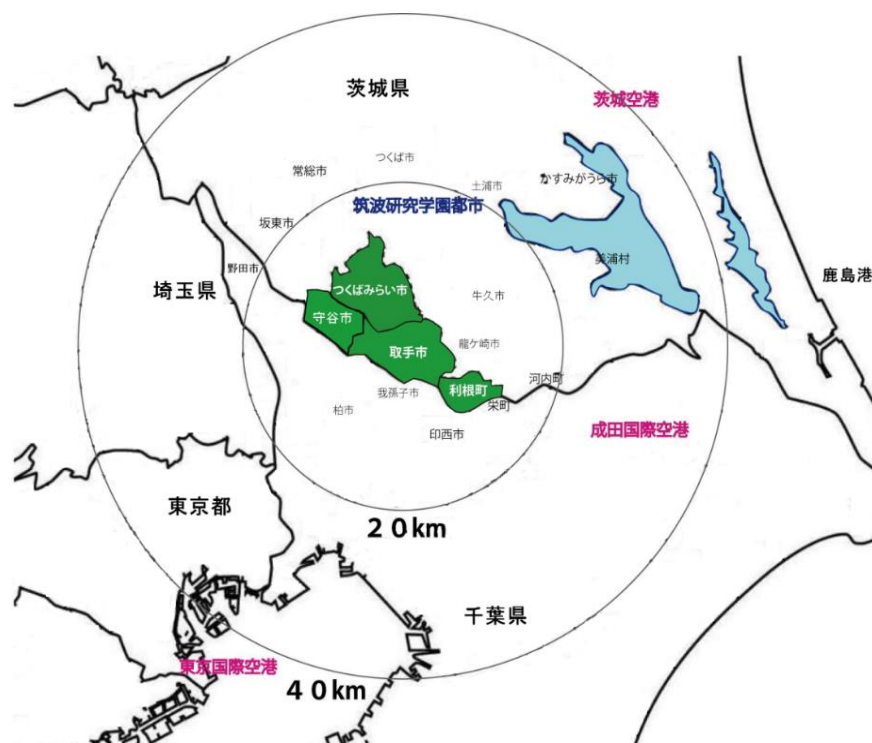 茨城県
茨城空港
つくば市
常総市
かすみがうら市
土浦市
筑波研究学園都市
坂東市
美浦村
野田市
鹿島港
埼玉県
つくばみらい市
牛久市
守谷市
龍ケ崎市
取手市
河内町
利根町
我孫子市
栄町
柏市
成田国際空港
印西市
東京都
20km
千葉県
東京国際空港
40km